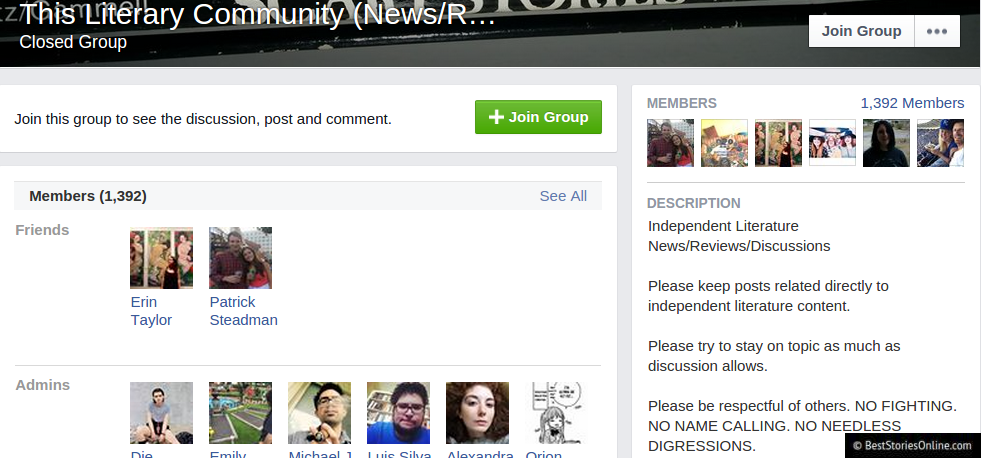 This Literary Community (News/R...
Closed Group
Join Group
Join this group to see the discussion, post and comment.
Join Group
Members (1,392)
See All
Friends
Erin
Taylor
Patrick
Steadman
Admins
Die
Emily
Michael J
Luis Silva
Alexandra
Orion
MEMBERS
1,392 Members
DESCRIPTION
Independent Literature
News/Reviews/Discussions
Please keep posts related directly to
independent literature content.
Please try to stay on topic as much as
discussion allows.
Please be respectful of others. NO FIGHTING.
NO NAME CALLING. NO NEEDLESS
DIGRESSIONS.
© BestStoriesOnline.com